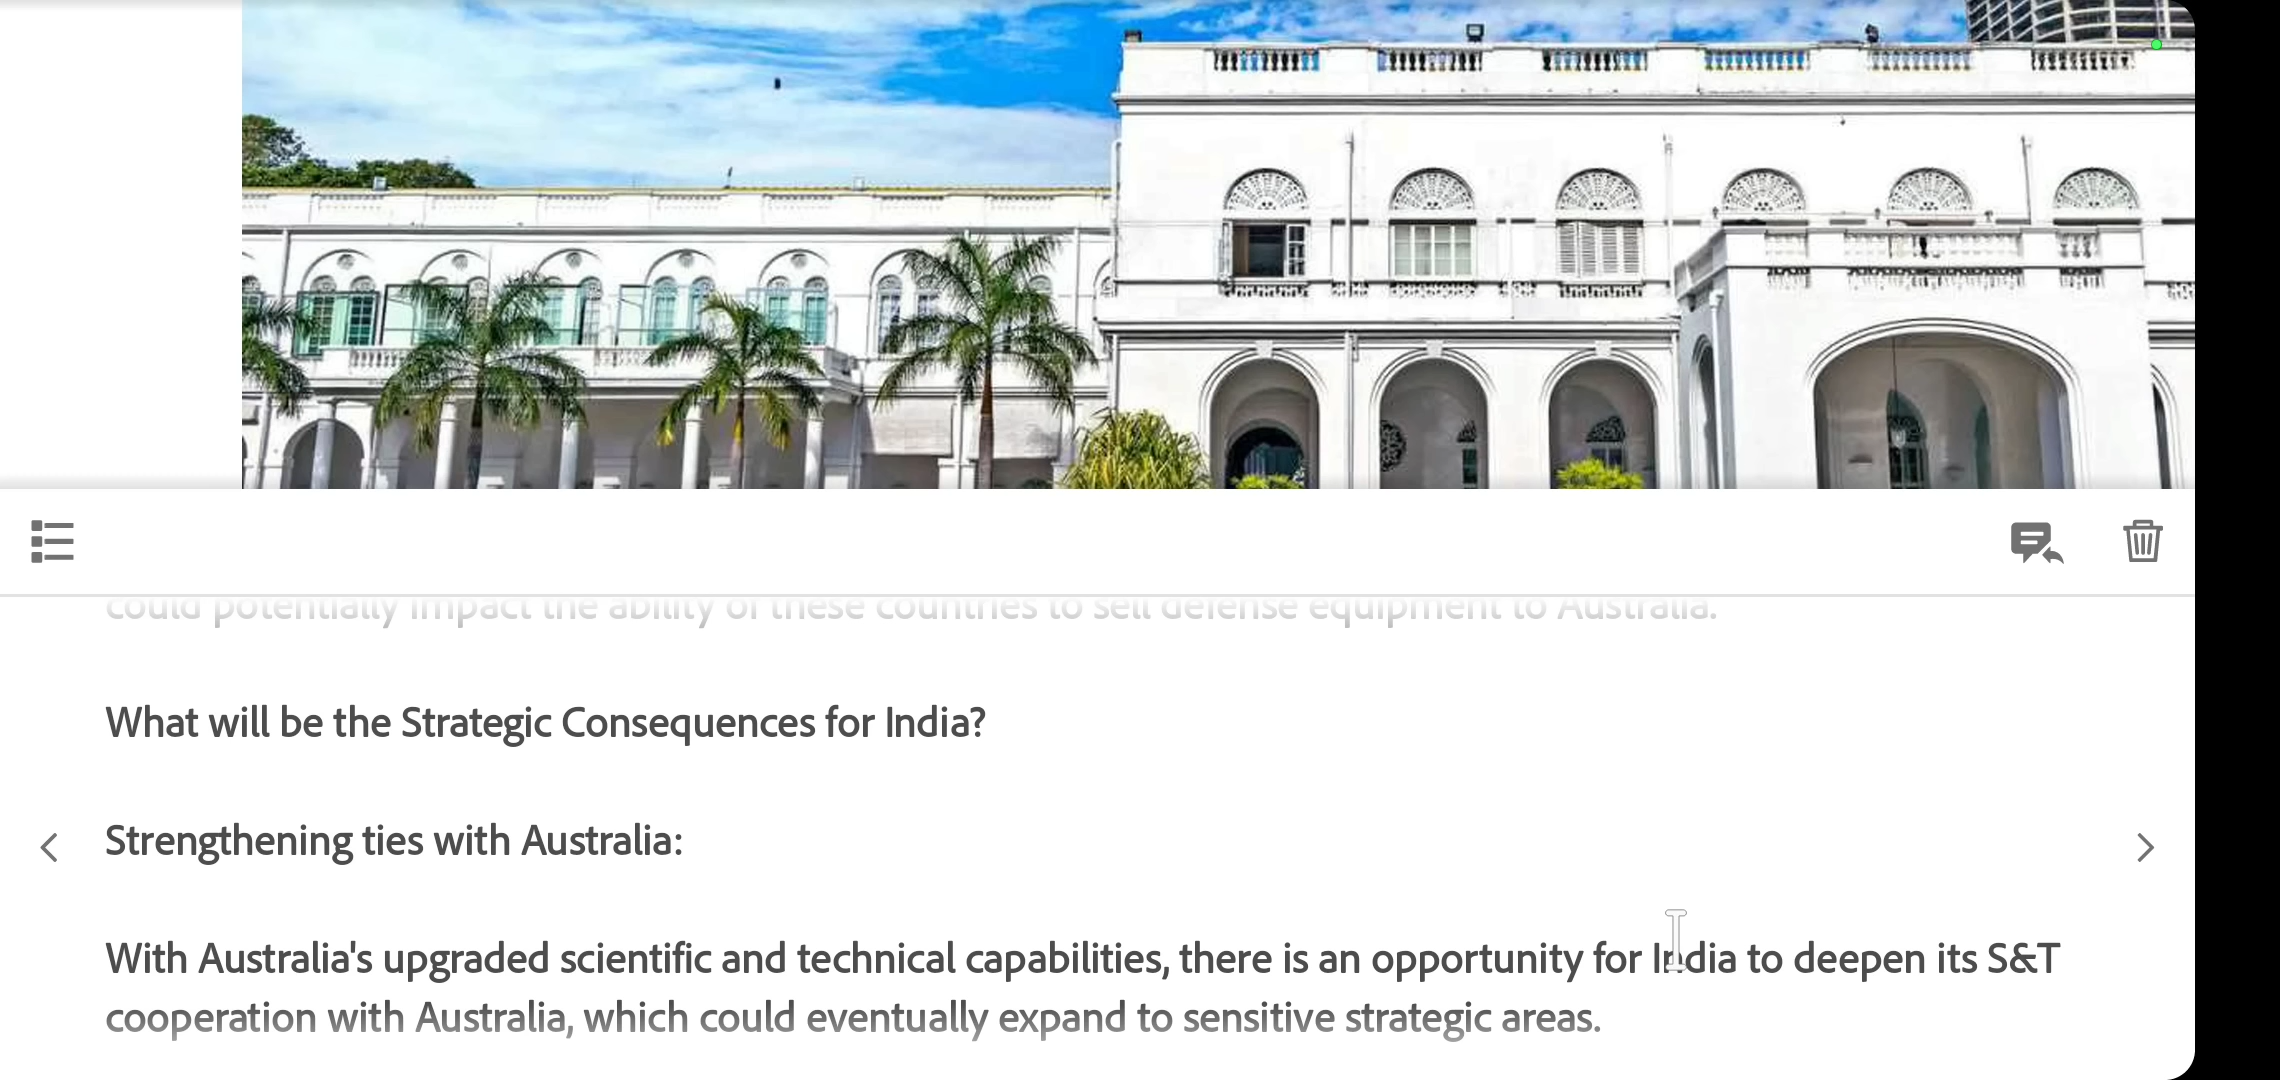 could potentially impact the ability of these countries to sell defense equipment to Australia.
What will be the Strategic Consequences for India?
Strengthening ties with Australia:
With Australia's upgraded scientific and technical capabilities, there is an opportunity for India to deepen its S&T
cooperation with Australia, which could eventually expand to sensitive strategic areas.